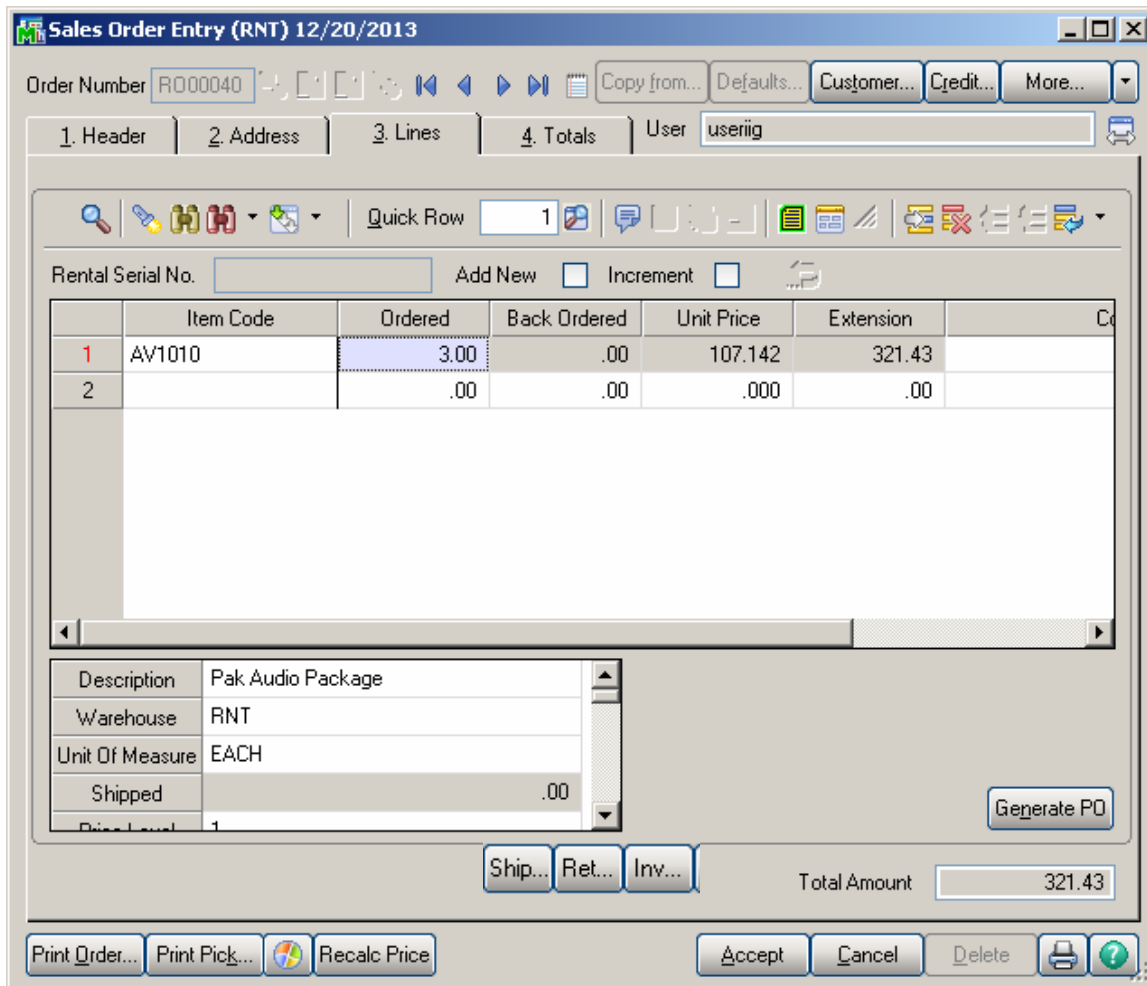 Sales Order Entry (RNT) 12/20/2013
Order Number RO00040 Copy from... Defaults... Customer... Credit... More...
1. Header 2. Address 3. Lines 4. Totals User useriig
Quick Row 1
Rental Serial No. Add New Increment
Item Code Ordered Back Ordered Unit Price Extension
1 AV1010 3.00 .00 107.142 321.43
2 .00 .00 .000 .00
Description Pak Audio Package
Warehouse RNT
Unit Of Measure EACH
Shipped .00
Price Level 1
Generate PO
Ship... Ret... Inv...
Total Amount 321.43
Print Order... Print Pick... Recalc Price Accept Cancel Delete